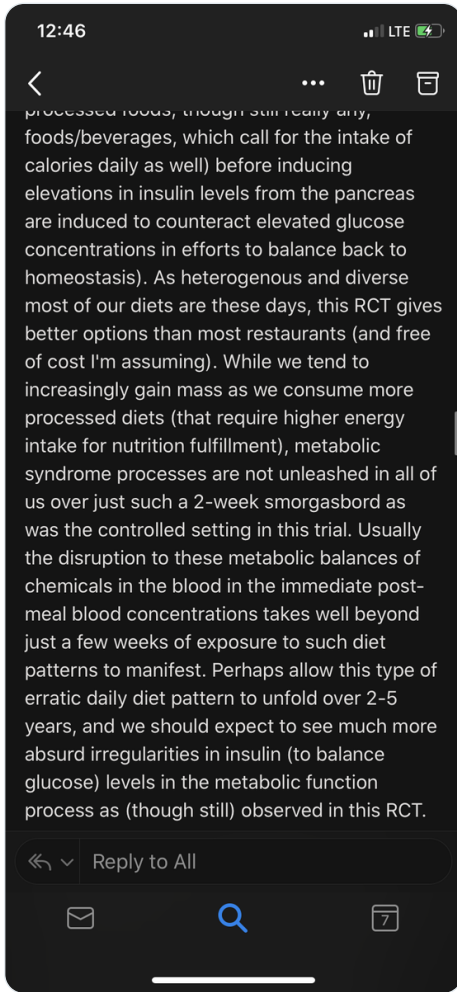 12:46
LTE
processed foods, though still really any,
foods/beverages, which call for the intake of
calories daily as well) before inducing
elevations in insulin levels from the pancreas
are induced to counteract elevated glucose
concentrations in efforts to balance back to
homeostasis). As heterogenous and diverse
most of our diets are these days, this RCT gives
better options than most restaurants (and free
of cost I'm assuming). While we tend to
increasingly gain mass as we consume more
processed diets (that require higher energy
intake for nutrition fulfillment), metabolic
syndrome processes are not unleashed in all of
us over just such a 2-week smorgasbord as
was the controlled setting in this trial. Usually
the disruption to these metabolic balances of
chemicals in the blood in the immediate post-
meal blood concentrations takes well beyond
just a few weeks of exposure to such diet
patterns to manifest. Perhaps allow this type of
erratic daily diet pattern to unfold over 2-5
years, and we should expect to see much more
absurd irregularities in insulin (to balance
glucose) levels in the metabolic function
process as (though still) observed in this RCT.
Reply to All
7